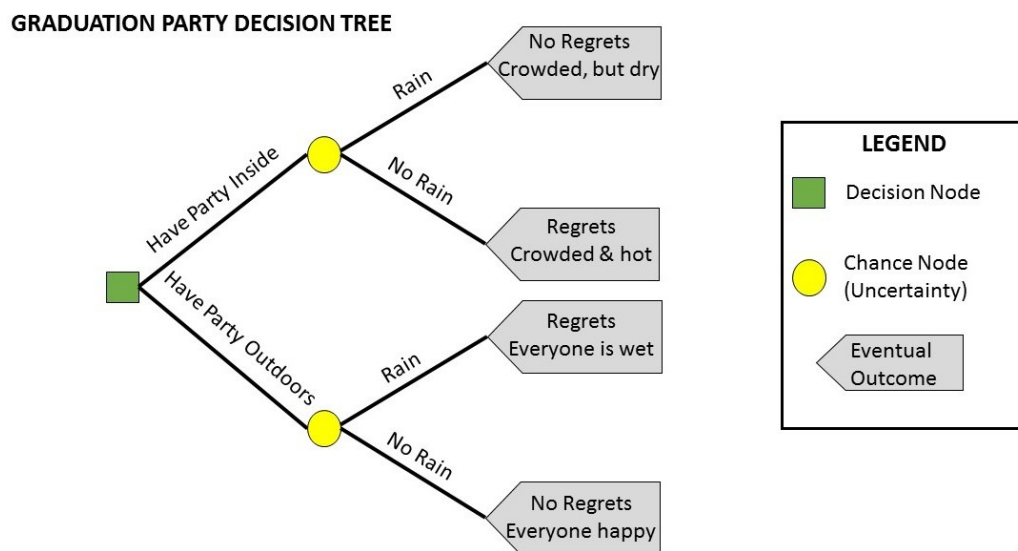 GRADUATION PARTY DECISION TREE
Have Party Inside
Rain
No Regrets
Crowded, but dry
No Rain
Regrets
Crowded & hot
Have Party Outdoors
Rain
Regrets
Everyone is wet
No Rain
No Regrets
Everyone happy
LEGEND
Decision Node
Chance Node
(Uncertainty)
Eventual
Outcome